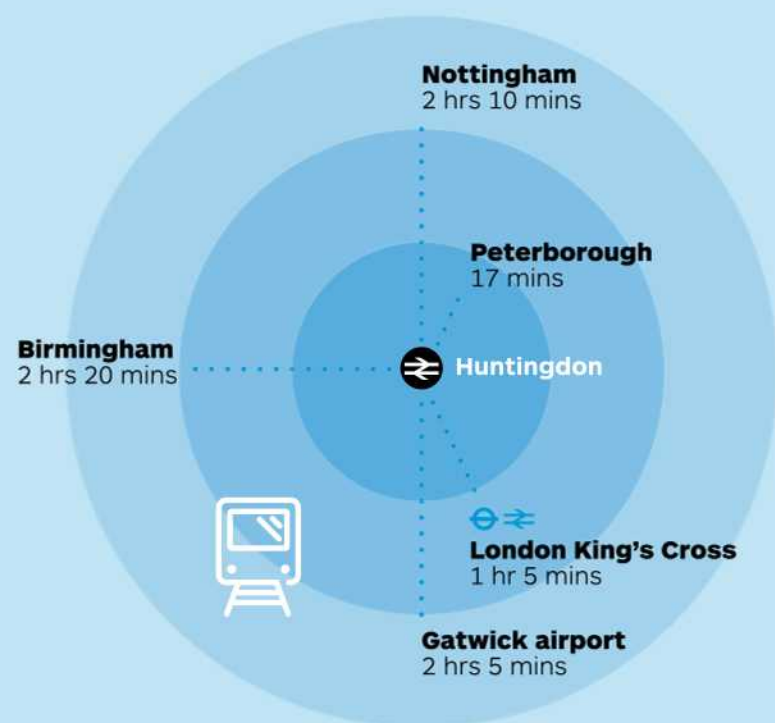 Nottingham
2 hrs 10 mins
Peterborough
17 mins
Birmingham
2 hrs 20 mins
Huntingdon
London King’s Cross
1 hr 5 mins
Gatwick airport
2 hrs 5 mins